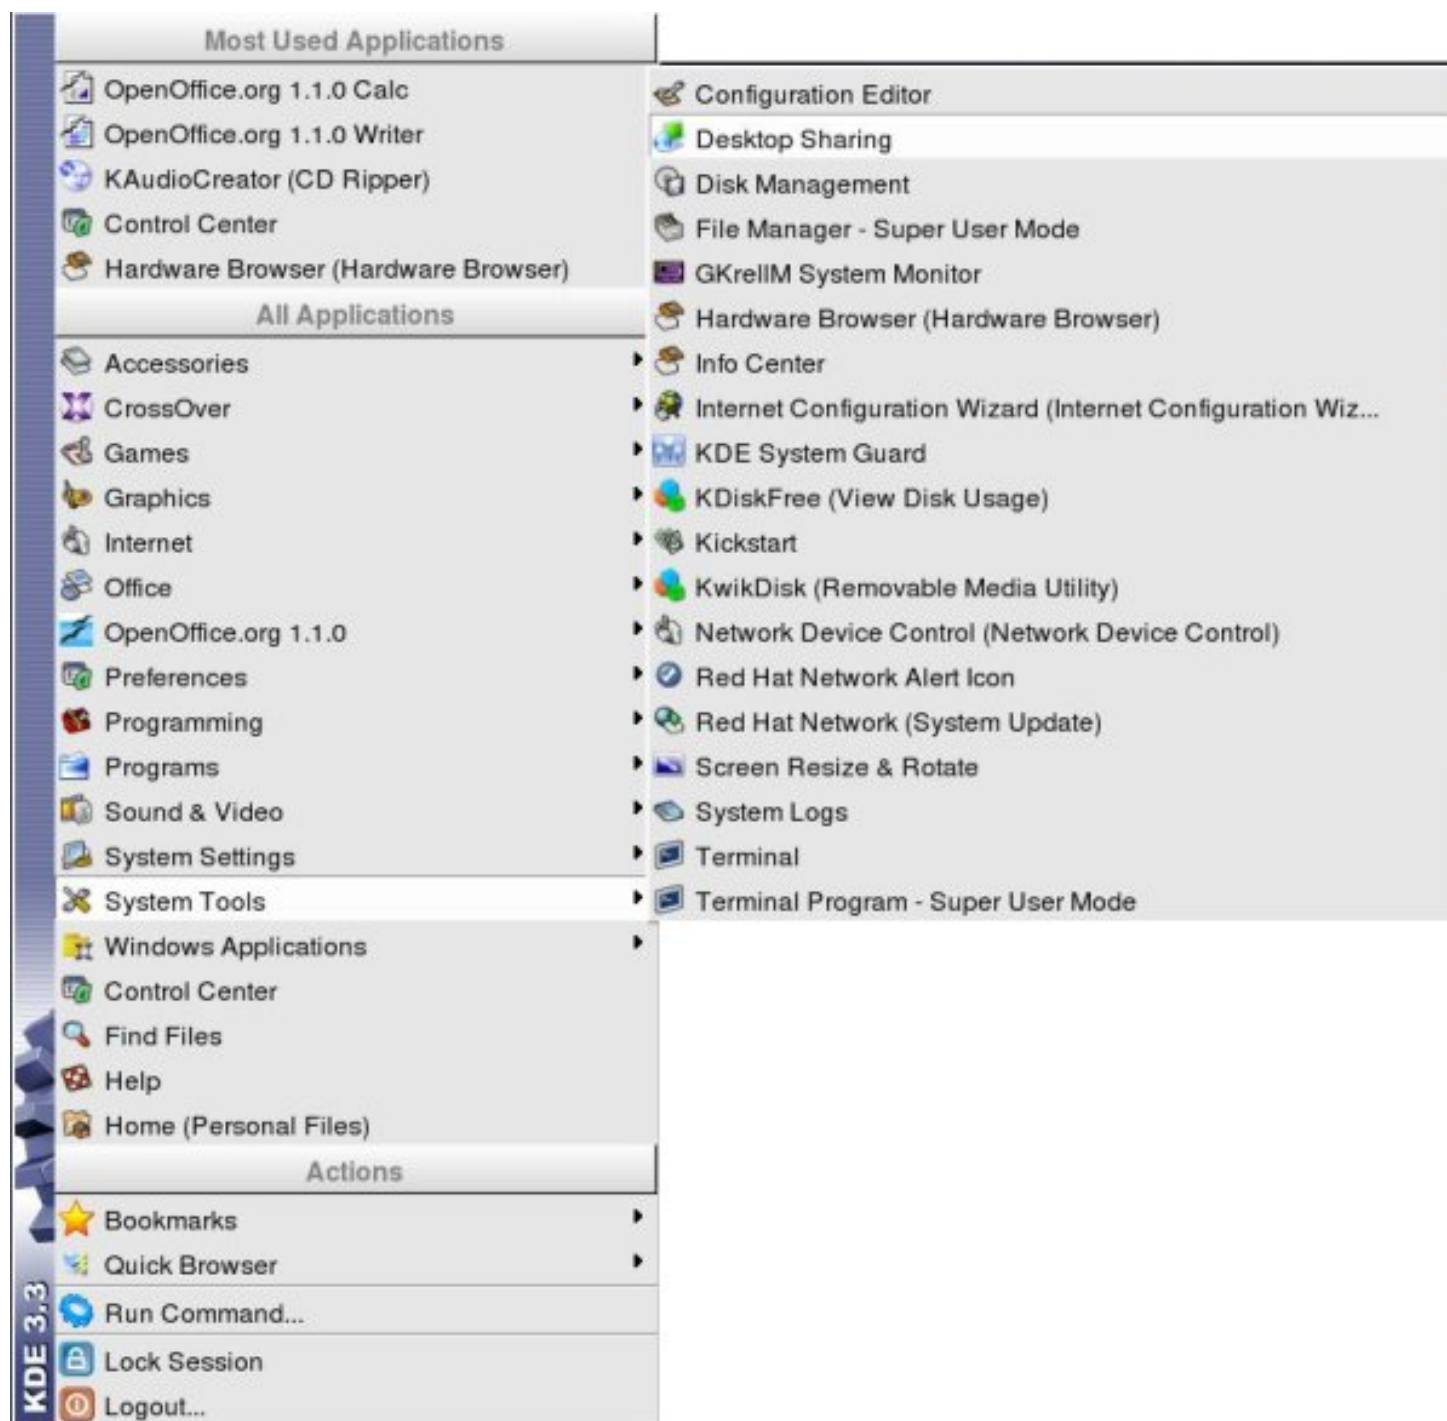 Most Used Applications
OpenOffice.org 1.1.0 Calc
OpenOffice.org 1.1.0 Writer
KAudioCreator (CD Ripper)
Control Center
Hardware Browser (Hardware Browser)
All Applications
Accessories
CrossOver
Games
Graphics
Internet
Office
OpenOffice.org 1.1.0
Preferences
Programming
Programs
Sound & Video
System Settings
System Tools
Windows Applications
Control Center
Find Files
Help
Home (Personal Files)
Actions
Bookmarks
Quick Browser
Run Command...
Lock Session
Logout...
KDE 3.3
Configuration Editor
Desktop Sharing
Disk Management
File Manager - Super User Mode
GKrellM System Monitor
Hardware Browser (Hardware Browser)
Info Center
Internet Configuration Wizard (Internet Configuration Wiz...
KDE System Guard
KDiskFree (View Disk Usage)
Kickstart
KwikDisk (Removable Media Utility)
Network Device Control (Network Device Control)
Red Hat Network Alert Icon
Red Hat Network (System Update)
Screen Resize & Rotate
System Logs
Terminal
Terminal Program - Super User Mode